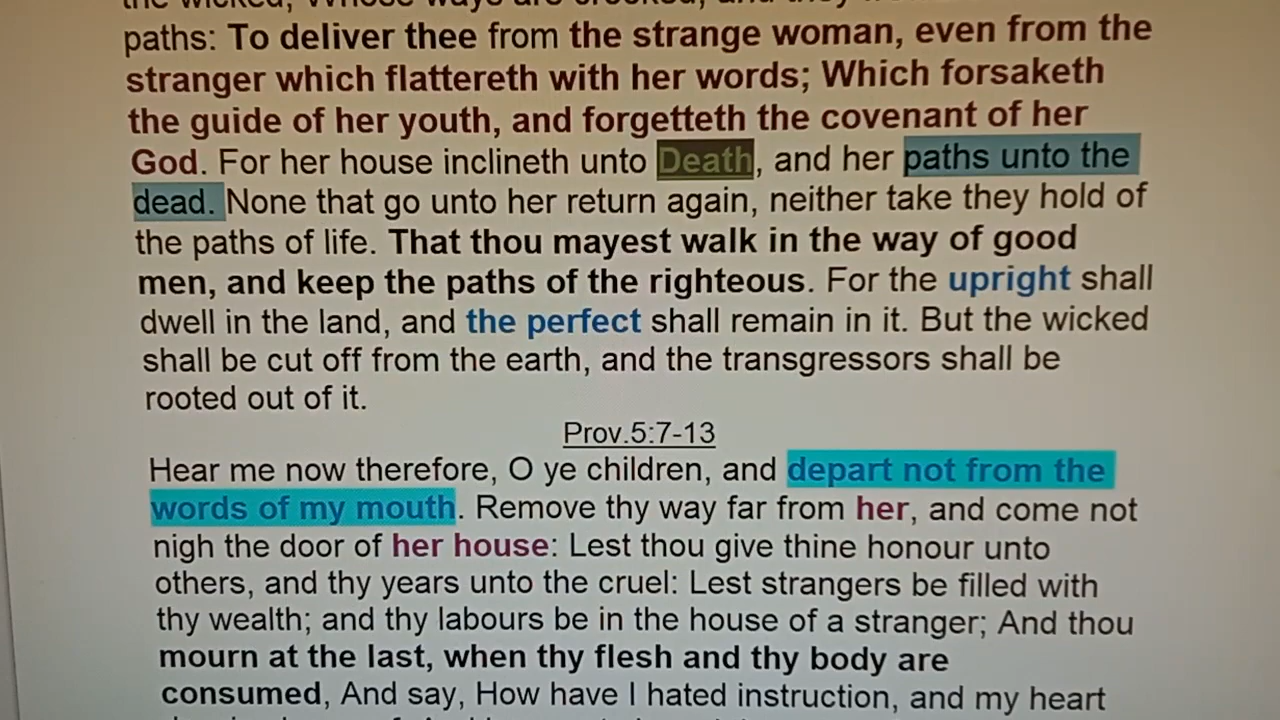 paths: To deliver thee from the strange woman, even from the
stranger which flattereth with her words; Which forsaketh
the guide of her youth, and forgetteth the covenant of her
God. For her house inclineth unto Death, and her paths unto the
dead. None that go unto her return again, neither take they hold of
the paths of life. That thou mayest walk in the way of good
men, and keep the paths of the righteous. For the upright shall
dwell in the land, and the perfect shall remain in it. But the wicked
shall be cut off from the earth, and the transgressors shall be
rooted out of it.
Prov.5:7-13
Hear me now therefore, O ye children, and depart not from the
words of my mouth. Remove thy way far from her, and come not
nigh the door of her house: Lest thou give thine honour unto
others, and thy years unto the cruel: Lest strangers be filled with
thy wealth; and thy labours be in the house of a stranger; And thou
mourn at the last, when thy flesh and thy body are
consumed, And say, How have I hated instruction, and my heart